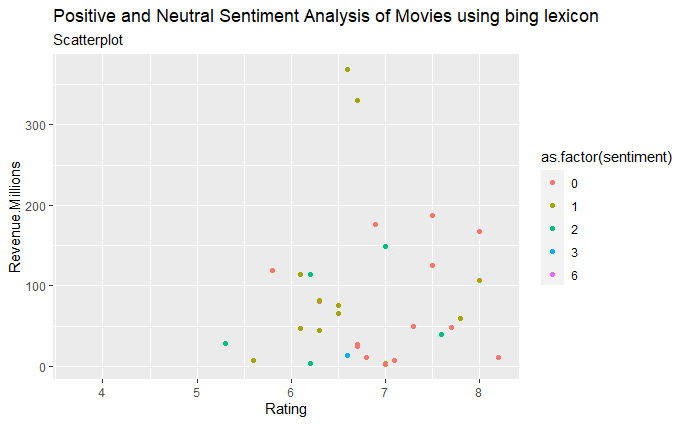 Positive and Neutral Sentiment Analysis of Movies using bing lexicon
Scatterplot
Revenue.Millions
300
200
100
0
4 5 6 7 8
Rating
as.factor(sentiment)
0
1
2
3
6